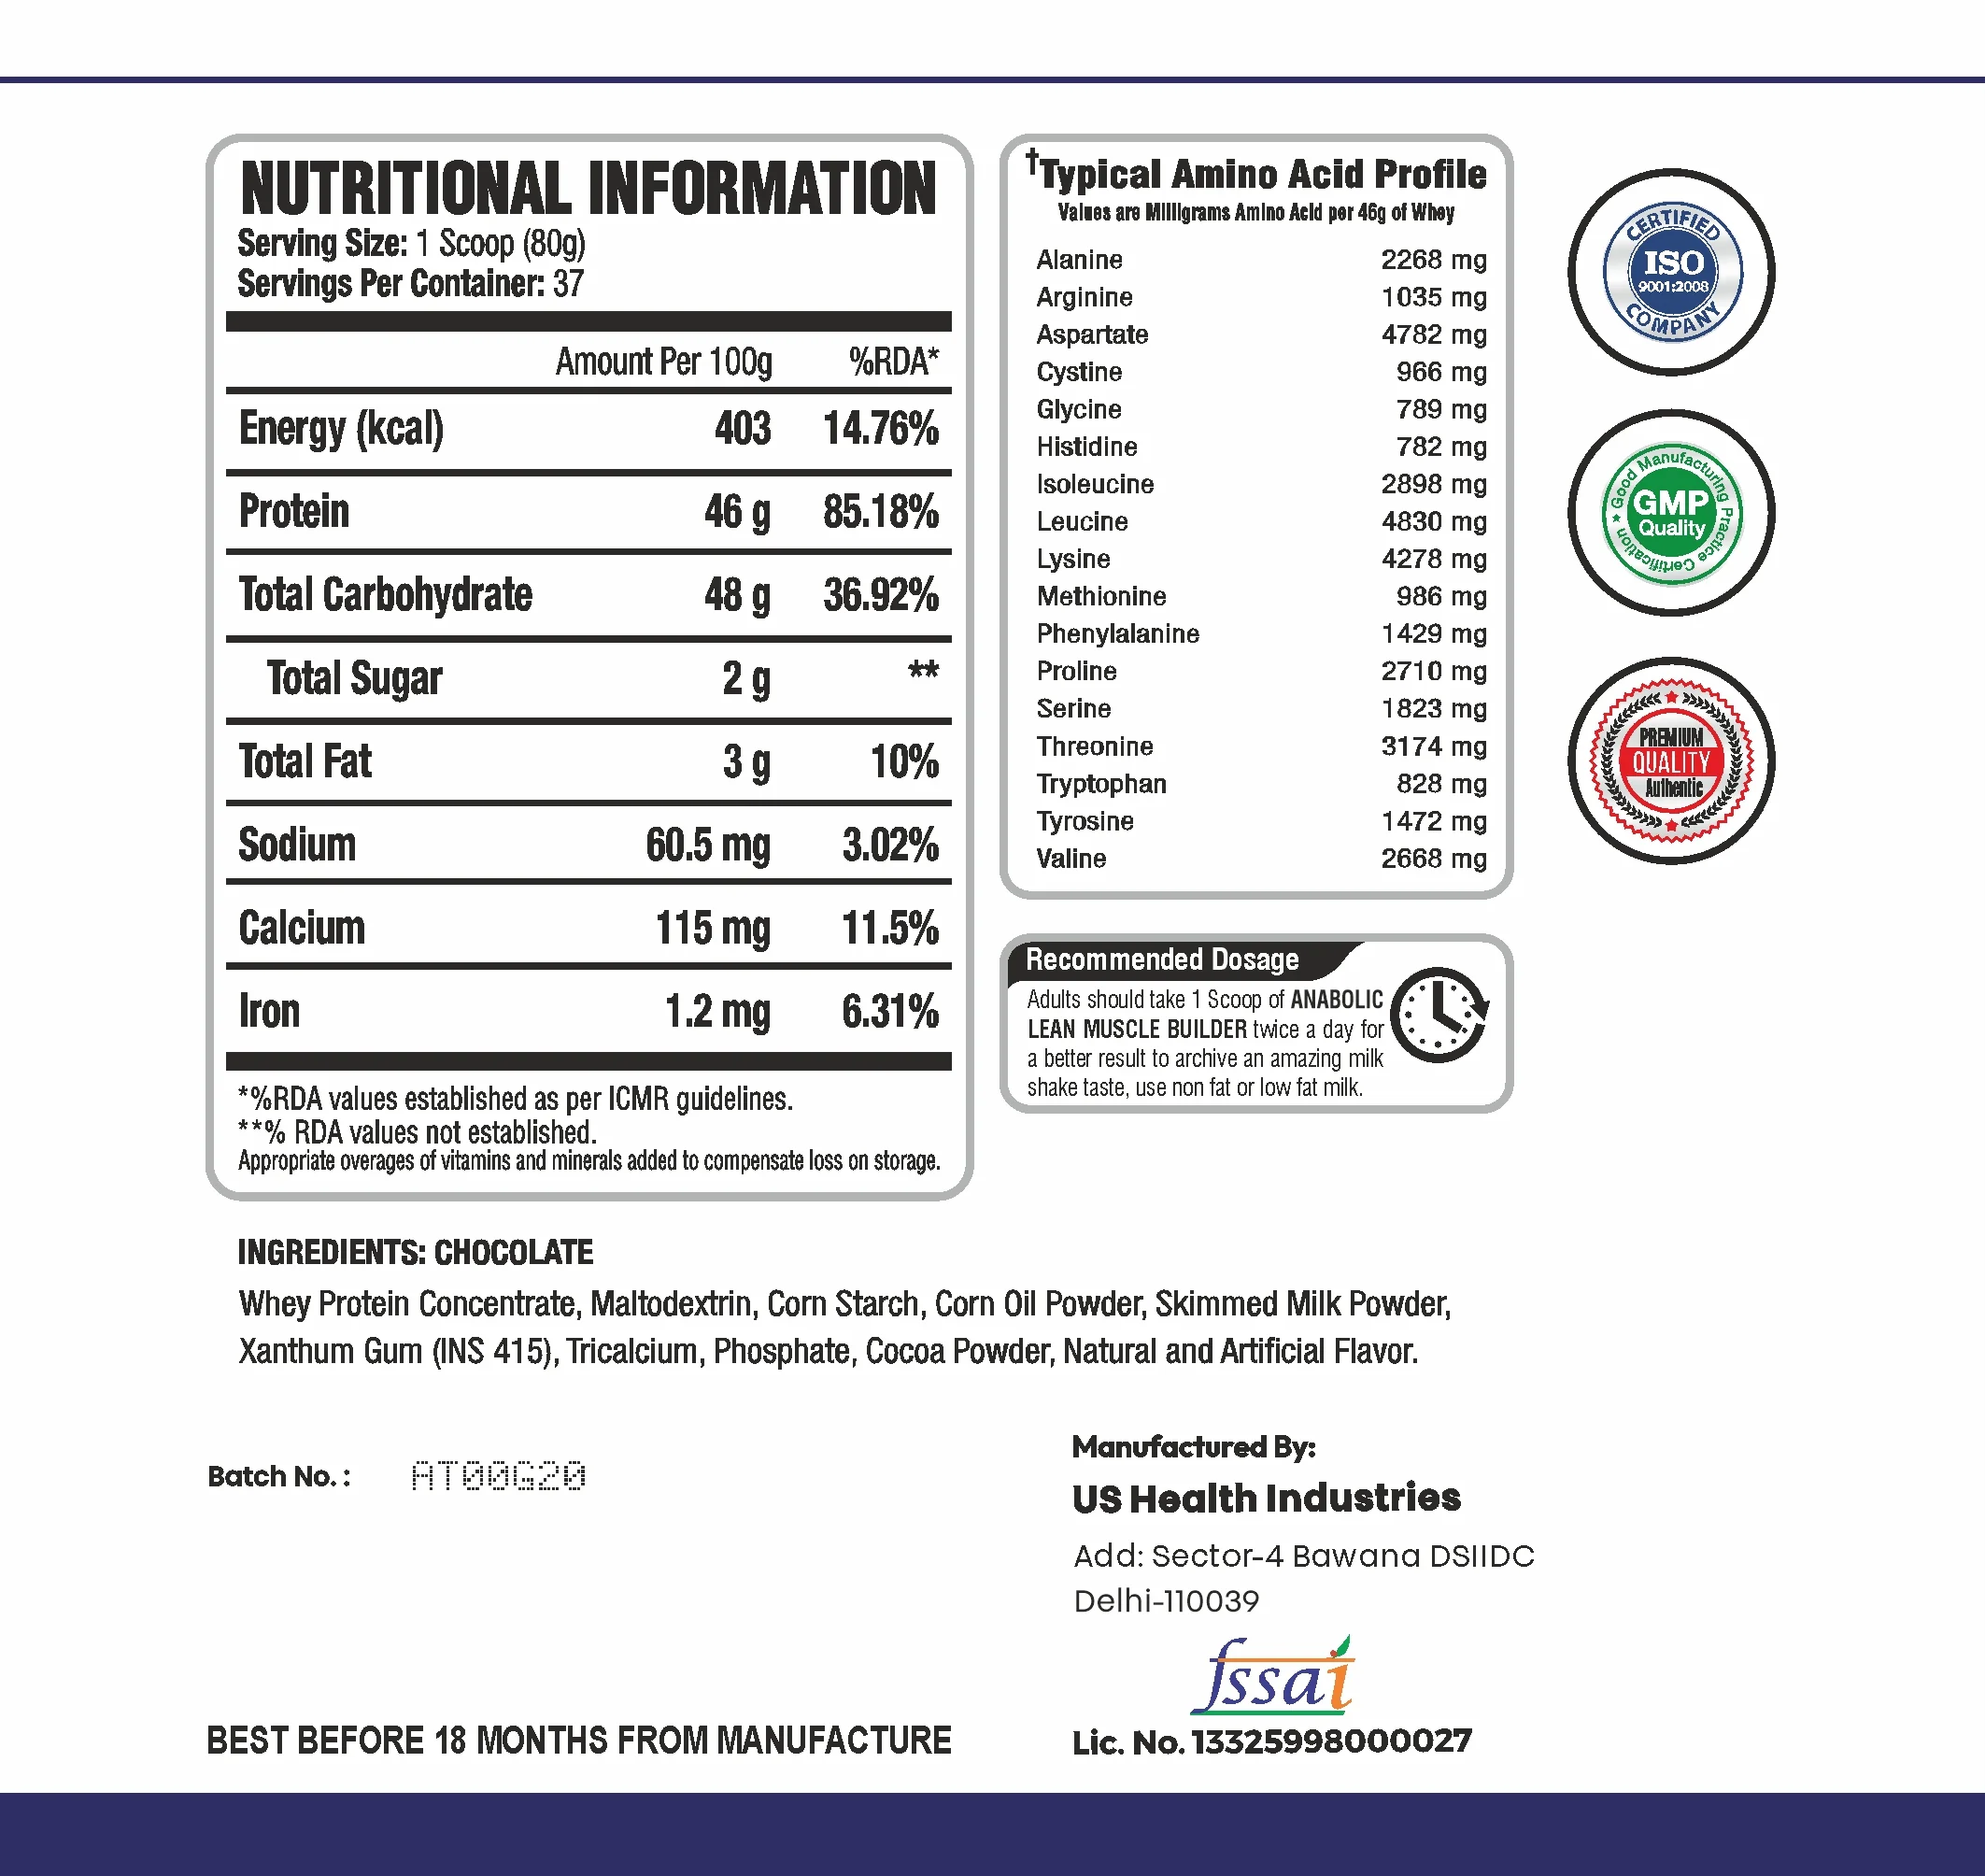 NUTRITIONAL INFORMATION
Serving Size: 1 Scoop (80g)
Servings Per Container: 37
Amount Per 100g %RDA*
Energy (kcal) 403 14.76%
Protein 46 g 85.18%
Total Carbohydrate 48 g 36.92%
Total Sugar 2 g **
Total Fat 3 g 10%
Sodium 60.5 mg 3.02%
Calcium 115 mg 11.5%
Iron 1.2 mg 6.31%
*%RDA values established as per ICMR guidelines.
**% RDA values not established.
Appropriate overages of vitamins and minerals added to compensate loss on storage.
†Typical Amino Acid Profile
Values are Milligrams Amino Acid per 46g of Whey
Alanine 2268 mg
Arginine 1035 mg
Aspartate 4782 mg
Cystine 966 mg
Glycine 789 mg
Histidine 782 mg
Isoleucine 2898 mg
Leucine 4830 mg
Lysine 4278 mg
Methionine 986 mg
Phenylalanine 1429 mg
Proline 2710 mg
Serine 1823 mg
Threonine 3174 mg
Tryptophan 828 mg
Tyrosine 1472 mg
Valine 2668 mg
Recommended Dosage
Adults should take 1 Scoop of ANABOLIC
LEAN MUSCLE BUILDER twice a day for
a better result to archive an amazing milk
shake taste, use non fat or low fat milk.
CERTIFIED
ISO
9001:2008
COMPANY
Good Manufacturing Practice Certification
GMP
Quality
PREMIUM
QUALITY
Authentic
INGREDIENTS: CHOCOLATE
Whey Protein Concentrate, Maltodextrin, Corn Starch, Corn Oil Powder, Skimmed Milk Powder,
Xanthum Gum (INS 415), Tricalcium, Phosphate, Cocoa Powder, Natural and Artificial Flavor.
Batch No. : AT00G20
BEST BEFORE 18 MONTHS FROM MANUFACTURE
Manufactured By:
US Health Industries
Add: Sector-4 Bawana DSIIDC
Delhi-110039
fssai
Lic. No. 13325998000027